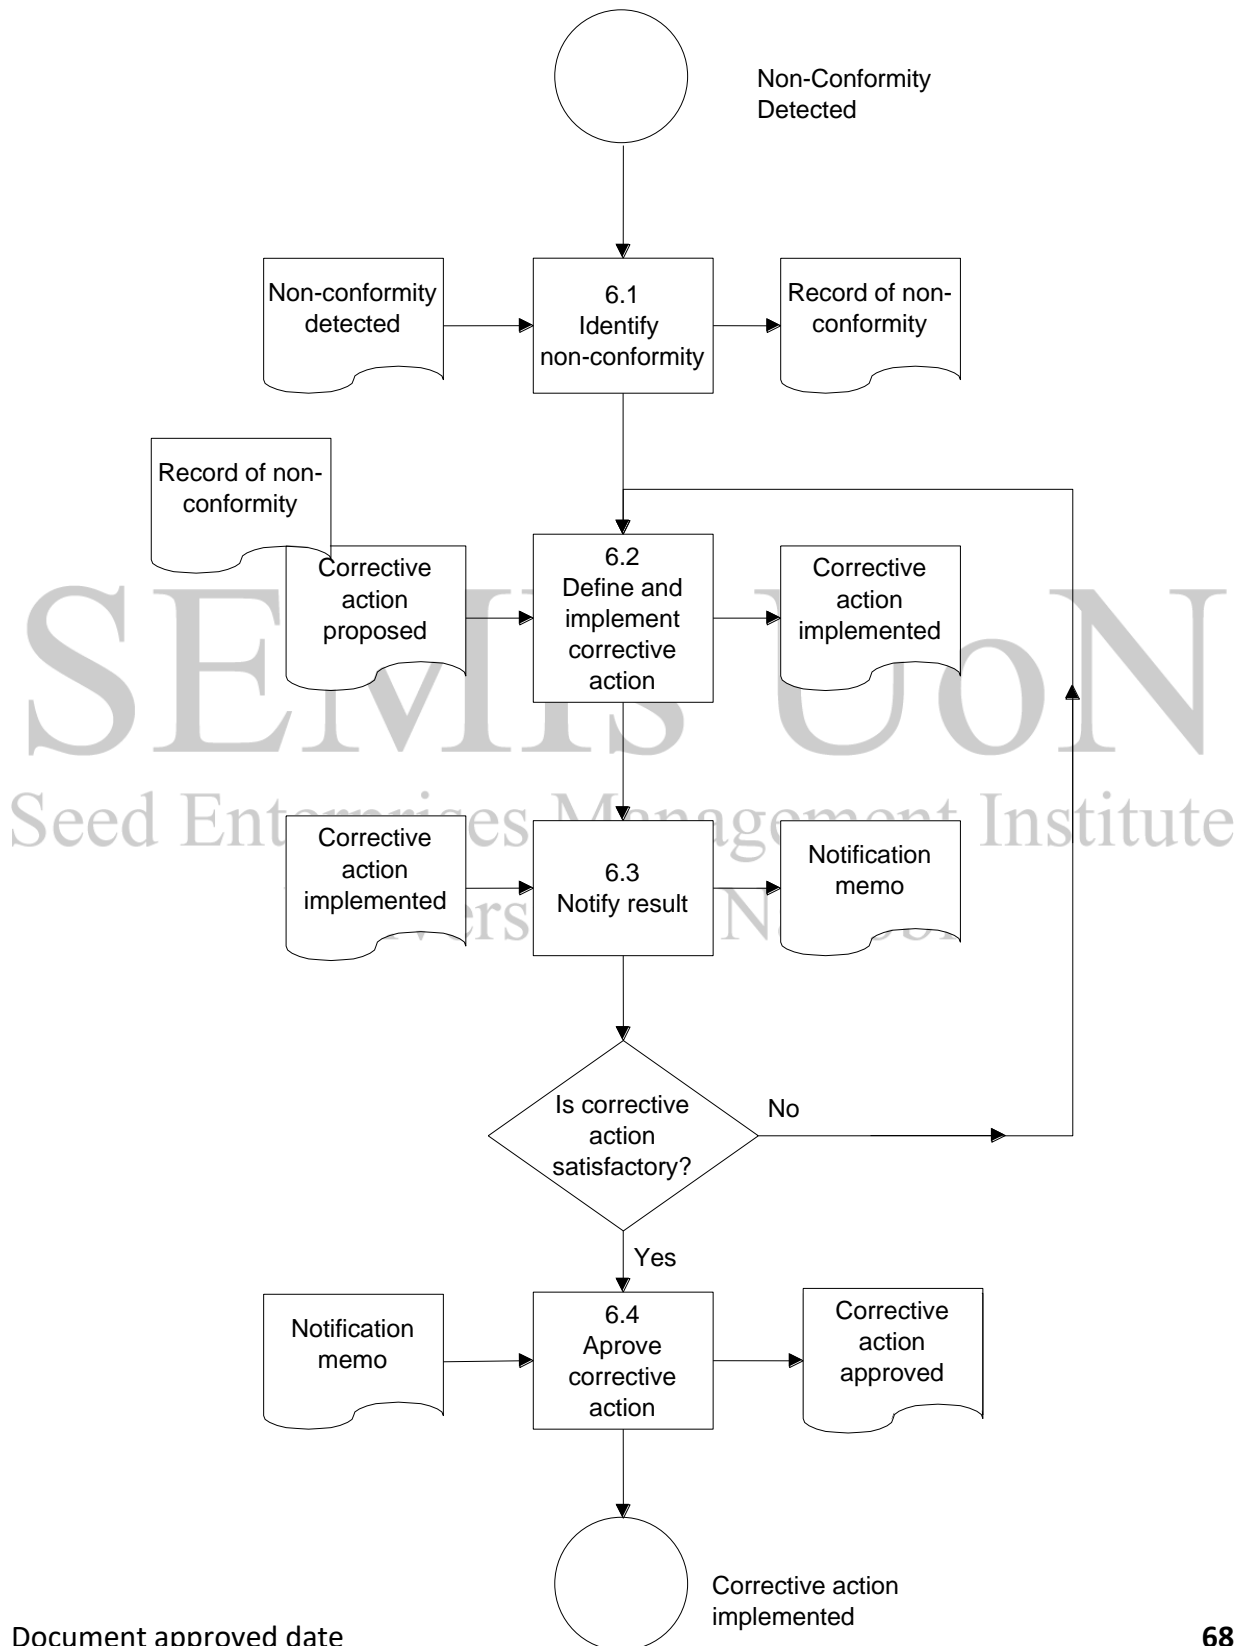 Non-Conformity
Detected
Non-conformity
detected
6.1
Identify
non-conformity
Record of non-
conformity
Record of non-
conformity
Corrective
action
proposed
6.2
Define and
implement
corrective
action
Corrective
action
implemented
SEMIs UoN
Seed Enterprises Management Institute
Corrective
action
implemented
6.3
Notify result
Notification
memo
Is corrective
action
satisfactory?
No
Yes
Notification
memo
6.4
Aprove
corrective
action
Corrective
action
approved
Corrective action
implemented
Document approved date
68